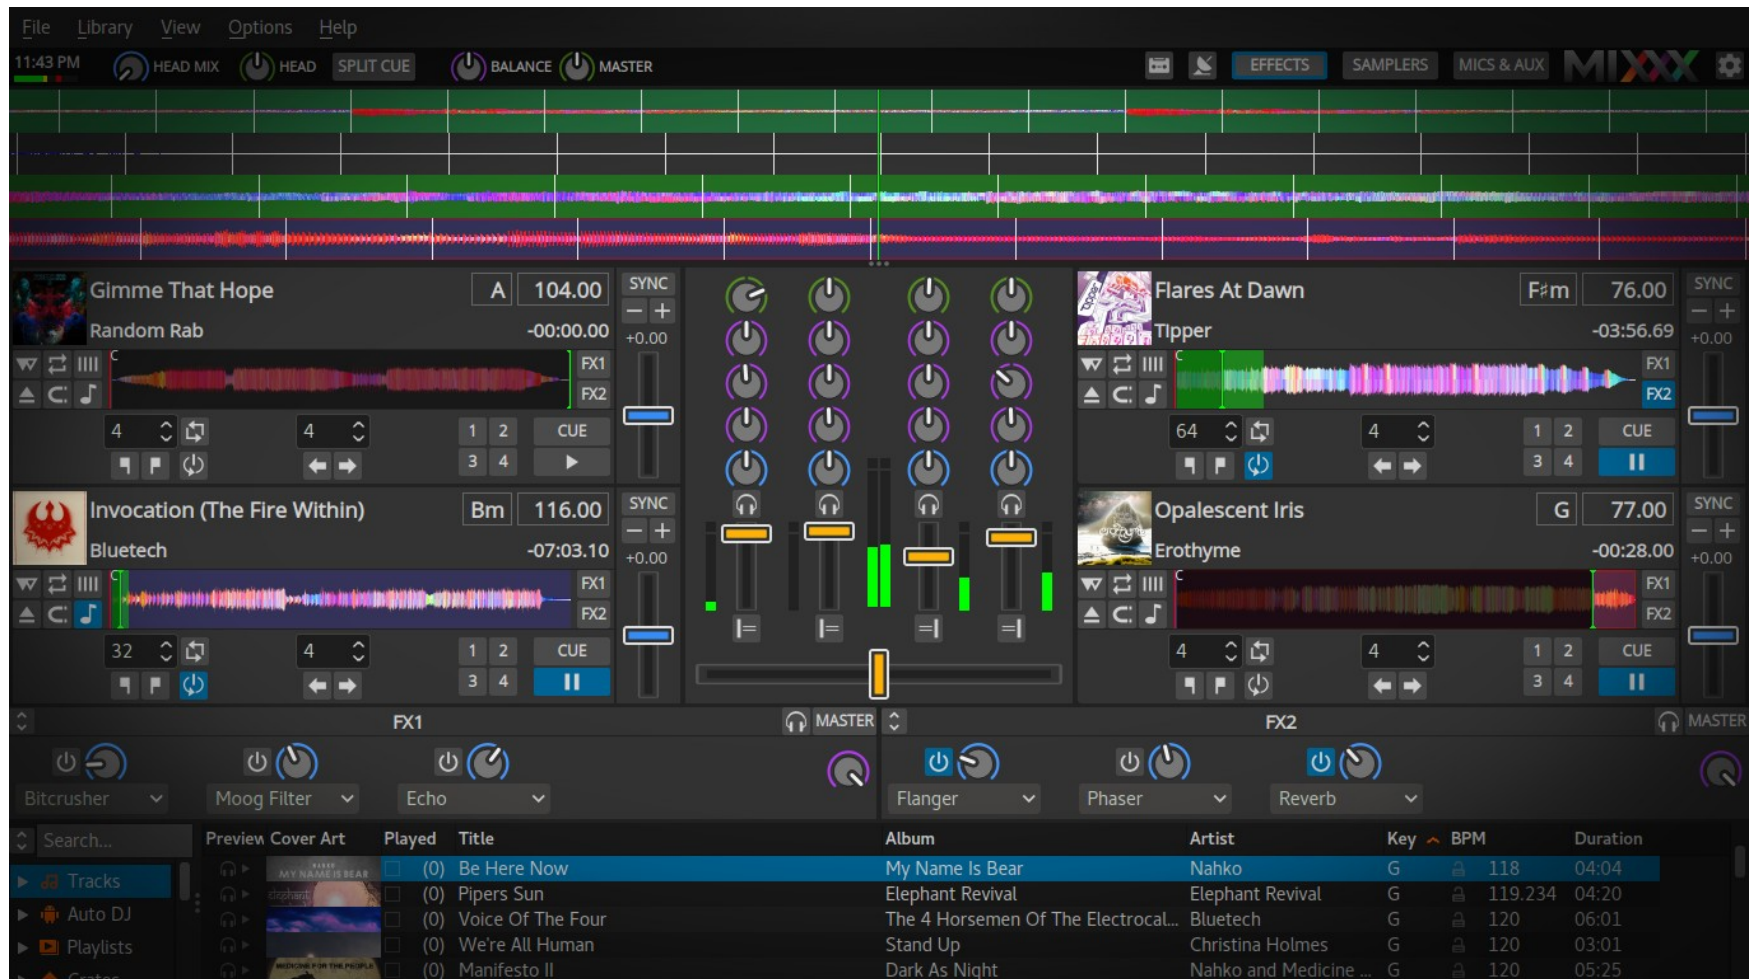 File Library View Options Help
11:43 PM HEAD MIX HEAD SPLIT CUE BALANCE MASTER EFFECTS SAMPLERS MICS & AUX MIXXX
Gimme That Hope A 104.00 SYNC
Random Rab -00:00.00 +0.00
C FX1
FX2
4 4 1 2 CUE
3 4
Invocation (The Fire Within) Bm 116.00 SYNC
Bluetech -07:03.10 +0.00
C FX1
FX2
32 4 1 2 CUE
3 4
Flares At Dawn F♯m 76.00 SYNC
Tipper -03:56.69 +0.00
C FX1
FX2
64 4 1 2 CUE
3 4
Opalescent Iris G 77.00 SYNC
Erothyme -00:28.00 +0.00
C FX1
FX2
4 4 1 2 CUE
3 4
FX1 MASTER FX2 MASTER
Bitcrusher Moog Filter Echo Flanger Phaser Reverb
Search... Preview Cover Art Played Title Album Artist Key BPM Duration
Tracks
Auto DJ
Playlists
Crates
MY NAME IS BEAR (0) Be Here Now My Name Is Bear Nahko G 118 04:04
elephant (0) Pipers Sun Elephant Revival Elephant Revival G 119.234 04:20
(0) Voice Of The Four The 4 Horsemen Of The Electrocal... Bluetech G 120 06:01
(0) We're All Human Stand Up Christina Holmes G 120 03:01
MEDICINE FOR THE PEOPLE (0) Manifesto II Dark As Night Nahko and Medicine ... G 120 05:25